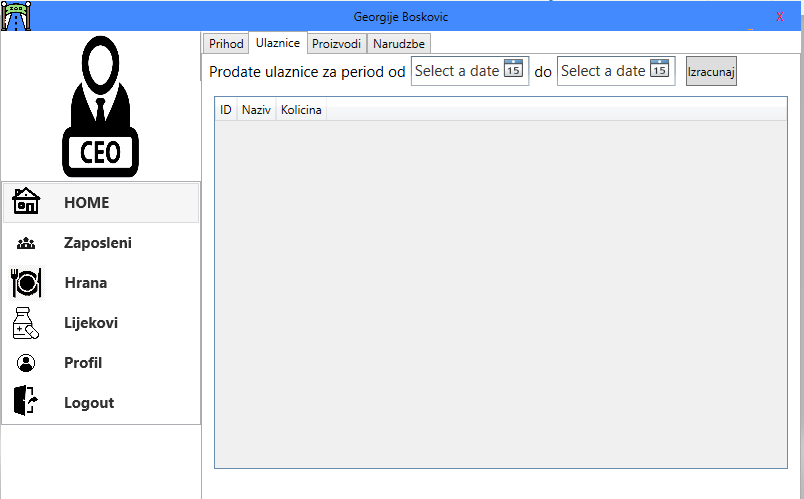 ZOO
Georgije Boskovic
X
CEO
HOME
Zaposleni
Hrana
Lijekovi
Profil
Logout
Prihod Ulaznice Proizvodi Narudzbe
Prodate ulaznice za period od Select a date 15 do Select a date 15 Izracunaj
ID Naziv Kolicina